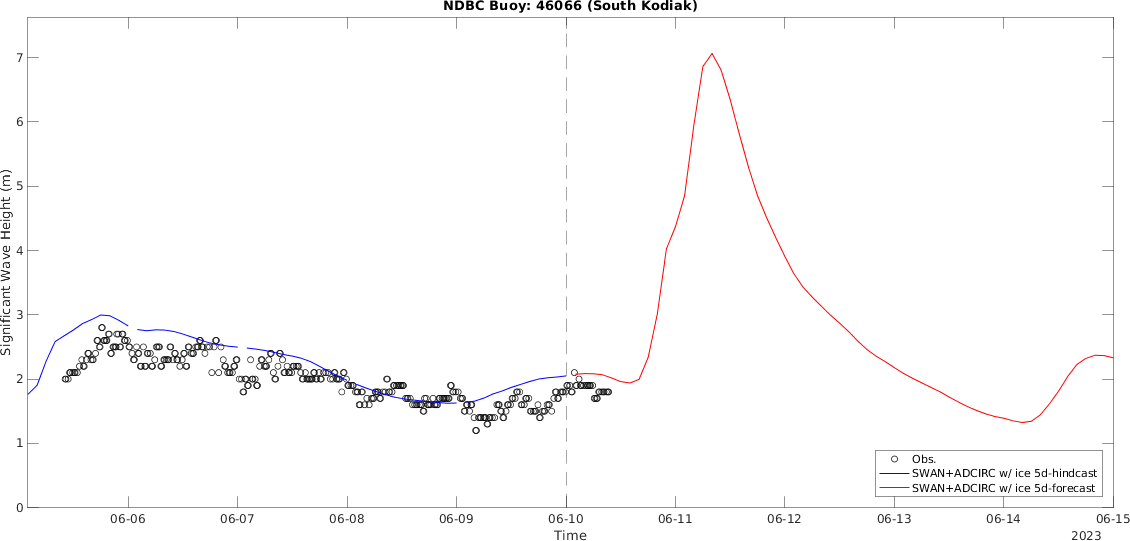 NDBC Buoy: 46066 (South Kodiak)
7
6
5
4
3
2
1
0
Significant Wave Height (m)
Obs.
SWAN+ADCIRC w/ ice 5d-hindcast
SWAN+ADCIRC w/ ice 5d-forecast
06-06 06-07 06-08 06-09 06-10 06-11 06-12 06-13 06-14 06-15
Time
2023